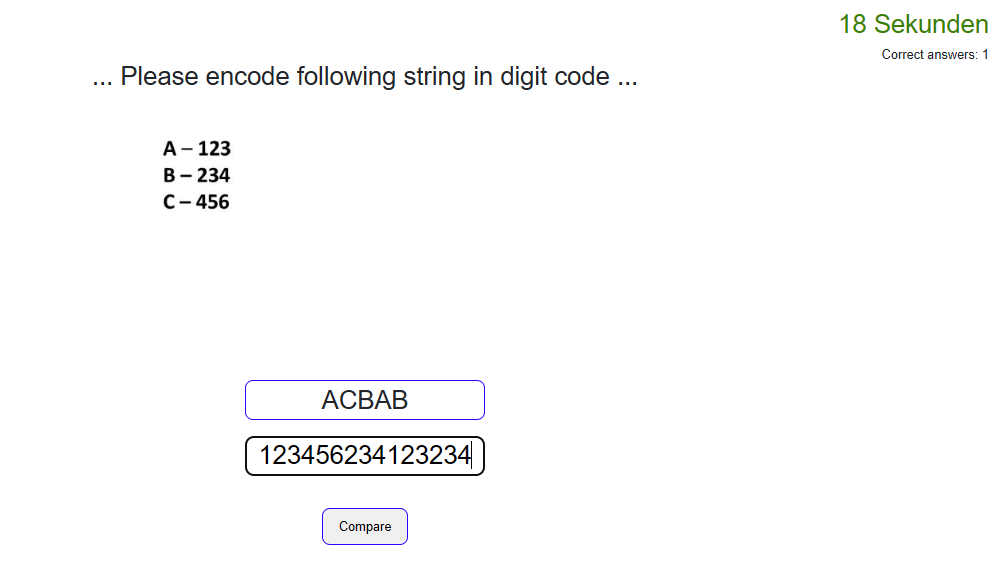 18 Sekunden
Correct answers: 1
... Please encode following string in digit code ...
A – 123
B – 234
C – 456
ACBAB
123456234123234
Compare